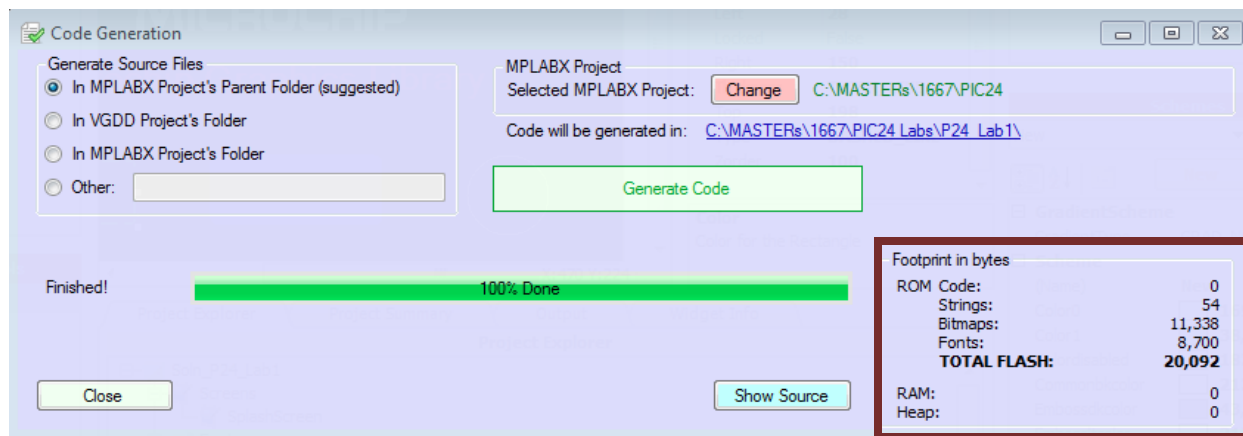 Code Generation
Generate Source Files
In MPLABX Project's Parent Folder (suggested)
In VGDD Project's Folder
In MPLABX Project's Folder
Other:
MPLABX Project
Selected MPLABX Project: Change C:\MASTERs\1667\PIC24
Code will be generated in: C:\MASTERs\1667\PIC24 Labs\P24_Lab1\
Generate Code
Finished!
100% Done
Footprint in bytes
ROM Code: 0
Strings: 54
Bitmaps: 11,338
Fonts: 8,700
TOTAL FLASH: 20,092
RAM: 0
Heap: 0
Close
Show Source